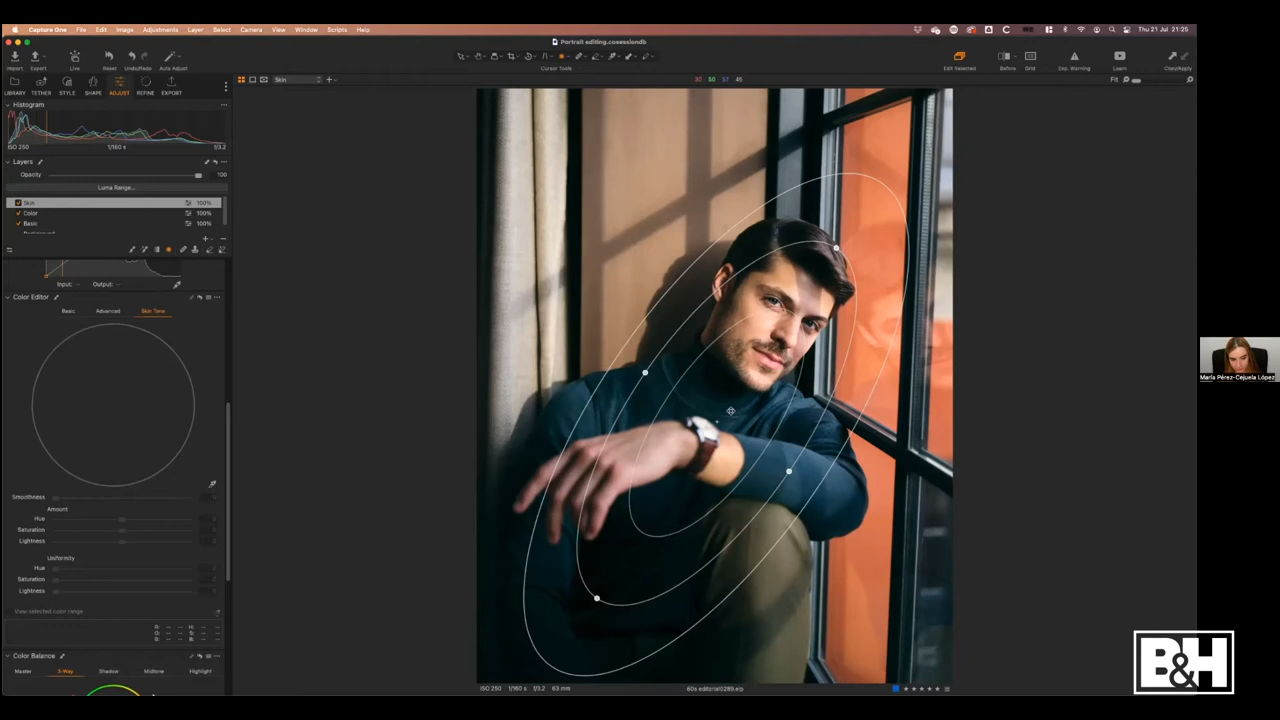 Capture One File Edit Image Adjustments Layer Select Camera View Window Scripts Help Thu 21 Jul 21:25
Portrait editing.cosessiondb
Import Export Live Reset Undo/Redo Auto Adjust Cursor Tools Edit Selected Before Grid Exp. Warning Learn Copy/Apply
LIBRARY TETHER STYLE SHAPE ADJUST REFINE EXPORT
Skin
30 50 37 45
Fit
Histogram
ISO 250 1/160 s f/3.2
Layers
Opacity 100
Luma Range...
Skin 100%
Color 100%
Basic 100%
Background
Input: Output:
Color Editor
Basic Advanced Skin Tone
Smoothness
Amount
Hue
Saturation
Lightness
Uniformity
Hue
Saturation
Lightness
View selected color range
R: -- H: --
G: -- S: --
B: -- B: --
Color Balance
Master 3-Way Shadow Midtone Highlight
ISO 250 1/160 s f/3.2 63 mm
60s editorial0289.eip
María Pérez-Cejuela López
B&H